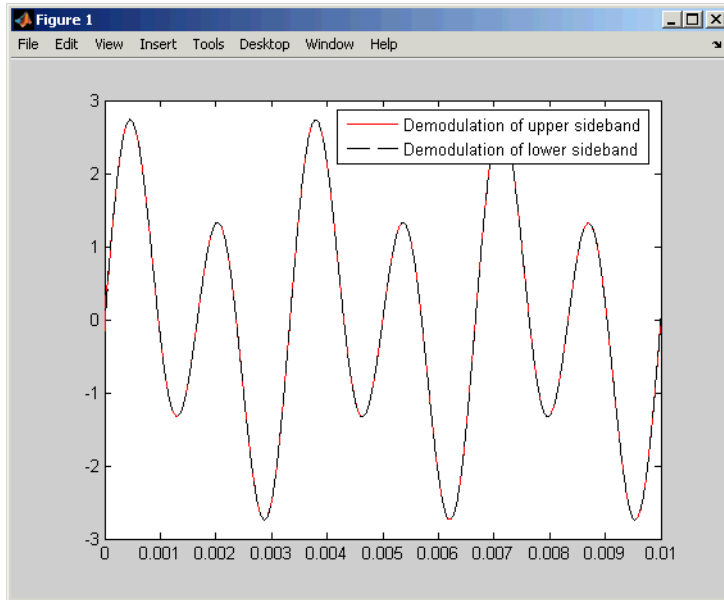 Figure 1
File Edit View Insert Tools Desktop Window Help
3
Demodulation of upper sideband
Demodulation of lower sideband
2
1
0
-1
-2
-3
0 0.001 0.002 0.003 0.004 0.005 0.006 0.007 0.008 0.009 0.01